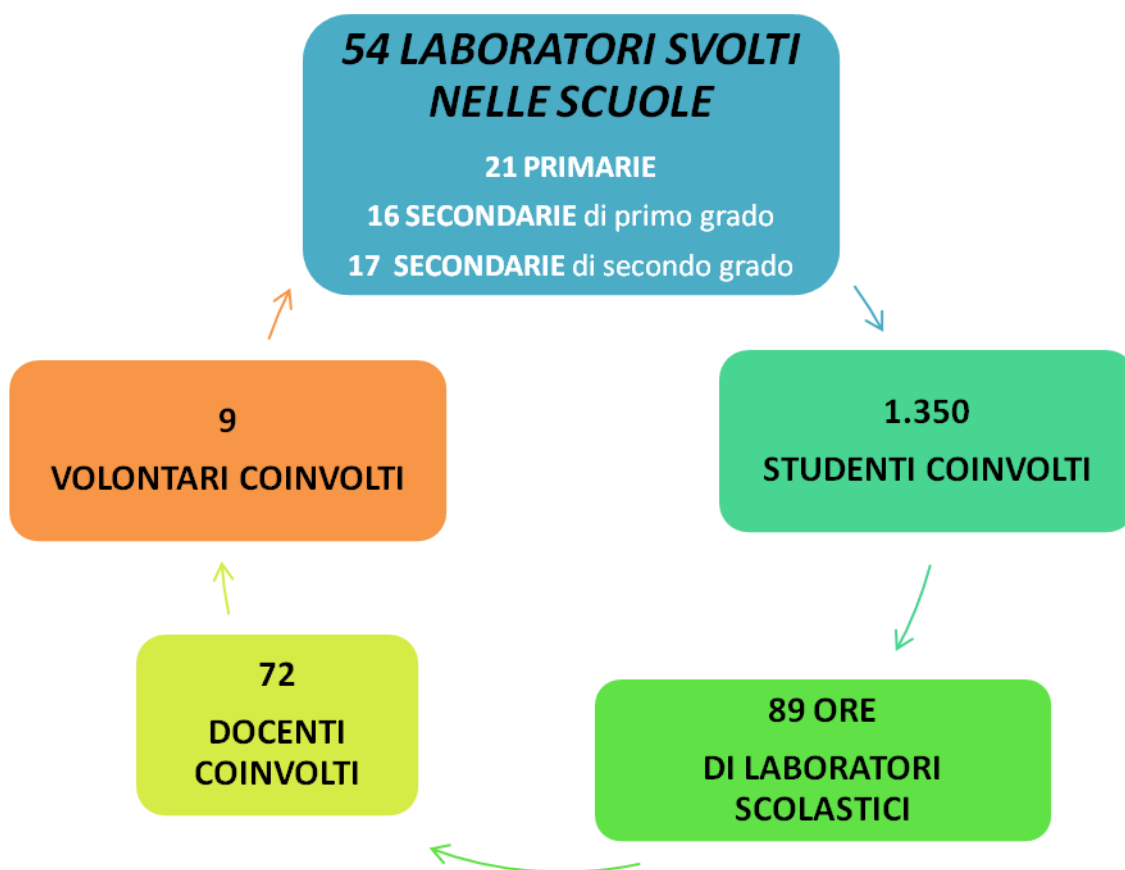 54 LABORATORI SVOLTI
NELLE SCUOLE
21 PRIMARIE
16 SECONDARIE di primo grado
17 SECONDARIE di secondo grado
1.350
STUDENTI COINVOLTI
89 ORE
DI LABORATORI
SCOLASTICI
72
DOCENTI
COINVOLTI
9
VOLONTARI COINVOLTI